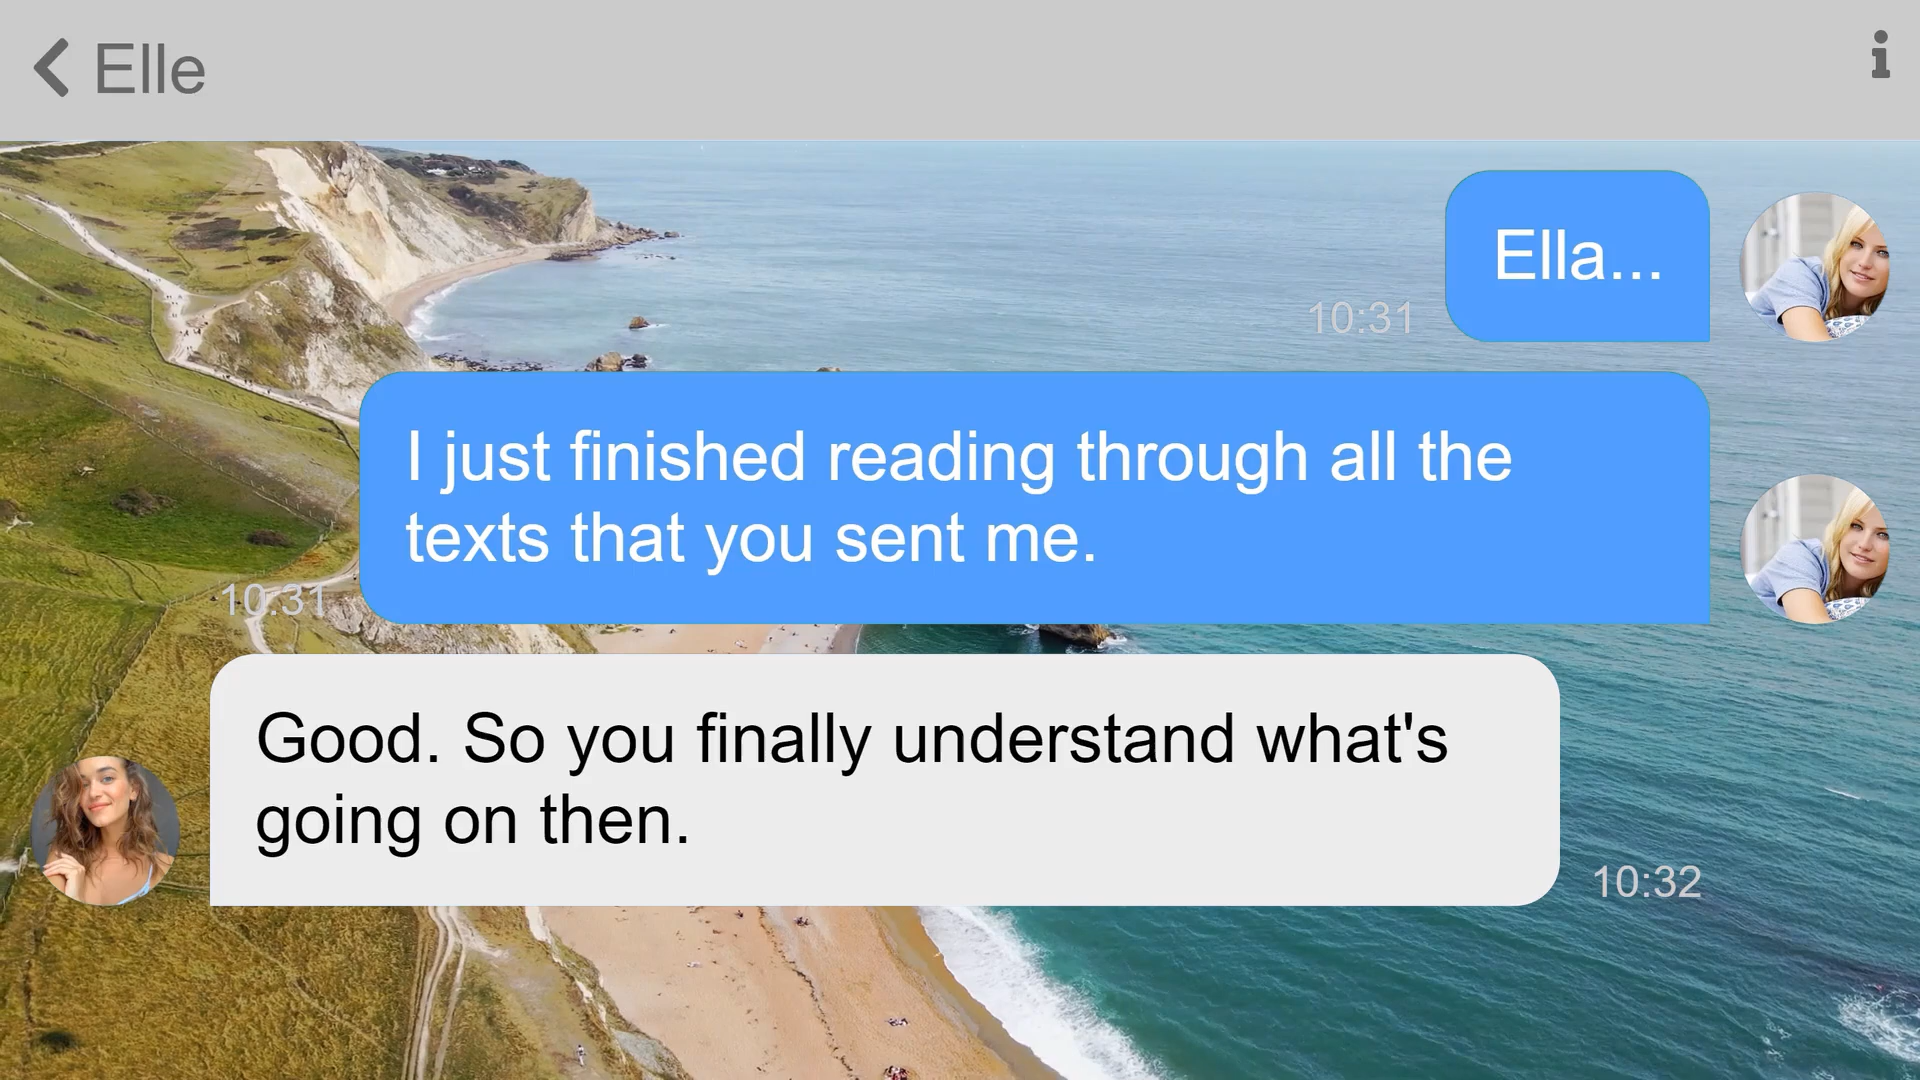 Elle
Ella...
10:31
I just finished reading through all the
texts that you sent me.
10:31
Good. So you finally understand what's
going on then.
10:32